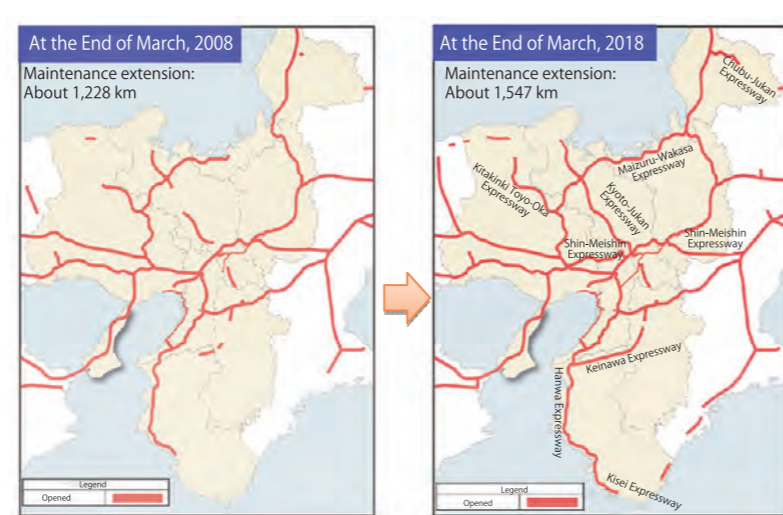 At the End of March, 2008
Maintenance extension:
About 1,228 km
Legend
Opened
At the End of March, 2018
Maintenance extension:
About 1,547 km
Chubu-Jukan
Expressway
Maizuru-Wakasa
Expressway
Kitakinki Toyo-Oka
Expressway
Kyoto-Jukan
Expressway
Shin-Meishin
Expressway
Shin-Meishin
Expressway
Keinawa Expressway
Hanwa Expressway
Kisei Expressway
Legend
Opened